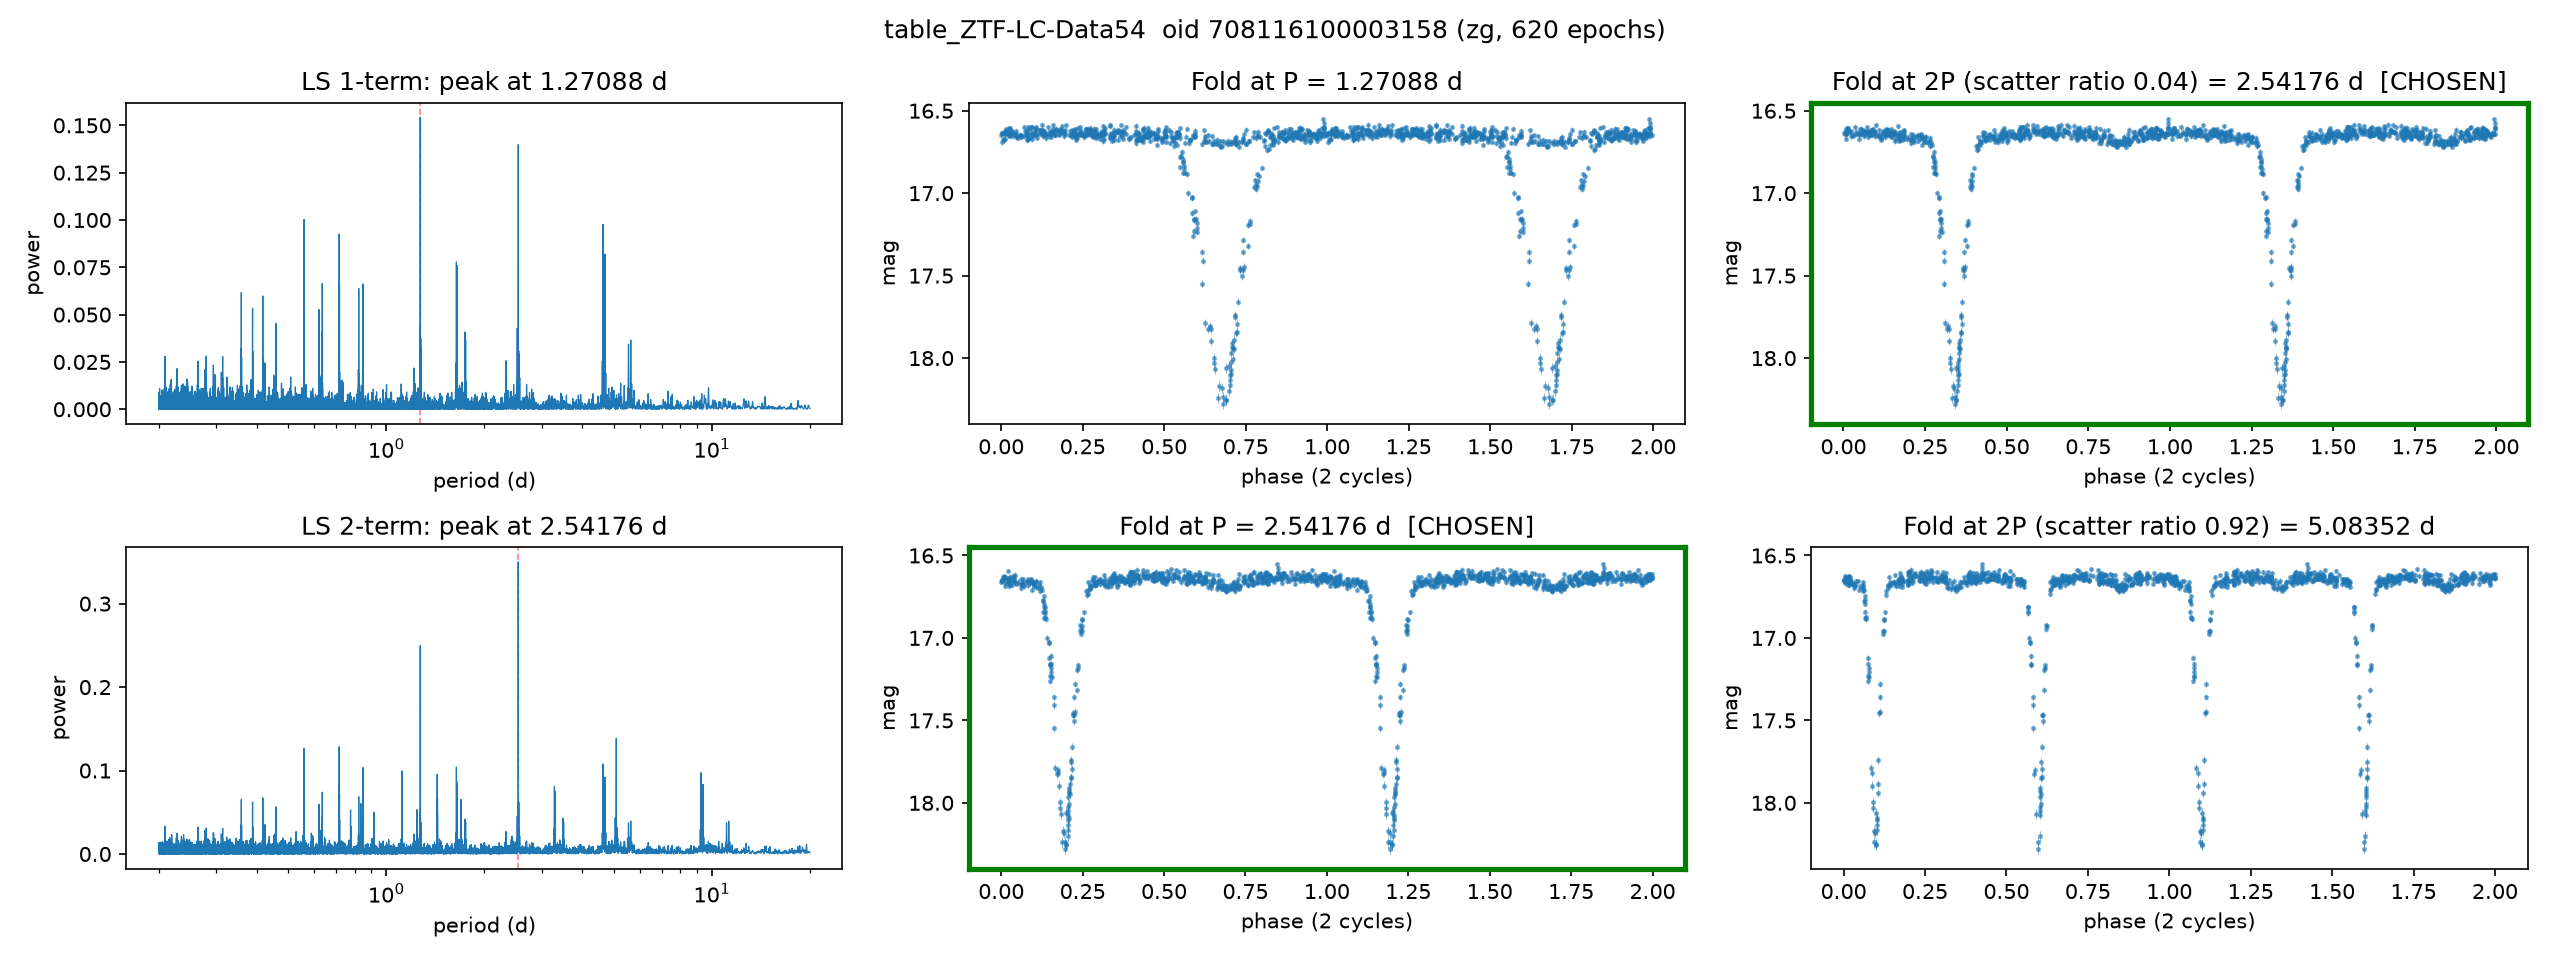 table_ZTF-LC-Data54  oid 708116100003158 (zg, 620 epochs)
LS 1-term: peak at 1.27088 d
power
0.150
0.125
0.100
0.075
0.050
0.025
0.000
10⁰
10¹
period (d)
Fold at P = 1.27088 d
mag
16.5
17.0
17.5
18.0
0.00 0.25 0.50 0.75 1.00 1.25 1.50 1.75 2.00
phase (2 cycles)
Fold at 2P (scatter ratio 0.04) = 2.54176 d  [CHOSEN]
mag
16.5
17.0
17.5
18.0
0.00 0.25 0.50 0.75 1.00 1.25 1.50 1.75 2.00
phase (2 cycles)
LS 2-term: peak at 2.54176 d
power
0.3
0.2
0.1
0.0
10⁰
10¹
period (d)
Fold at P = 2.54176 d  [CHOSEN]
mag
16.5
17.0
17.5
18.0
0.00 0.25 0.50 0.75 1.00 1.25 1.50 1.75 2.00
phase (2 cycles)
Fold at 2P (scatter ratio 0.92) = 5.08352 d
mag
16.5
17.0
17.5
18.0
0.00 0.25 0.50 0.75 1.00 1.25 1.50 1.75 2.00
phase (2 cycles)